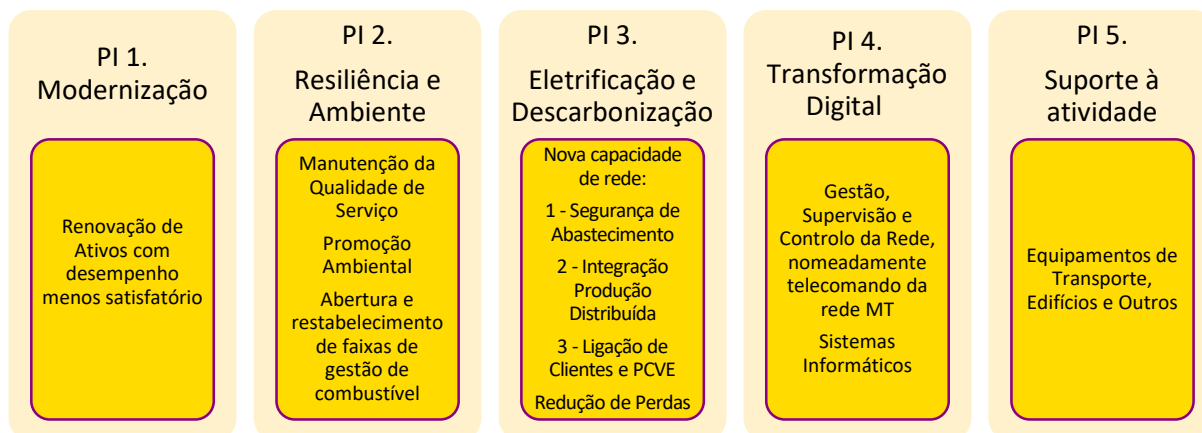 PI 1.
Modernização
Renovação de
Ativos com
desempenho
menos satisfatório
PI 2.
Resiliência e
Ambiente
Manutenção da
Qualidade de
Serviço
Promoção
Ambiental
Abertura e
restabelecimento
de faixas de
gestão de
combustível
PI 3.
Eletrificação e
Descarbonização
Nova capacidade
de rede:
1 - Segurança de
Abastecimento
2 - Integração
Produção
Distribuída
3 - Ligação de
Clientes e PCVE
Redução de Perdas
PI 4.
Transformação
Digital
Gestão,
Supervisão e
Controlo da Rede,
nomeadamente
telecomando da
rede MT
Sistemas
Informáticos
PI 5.
Suporte à
atividade
Equipamentos de
Transporte,
Edifícios e Outros